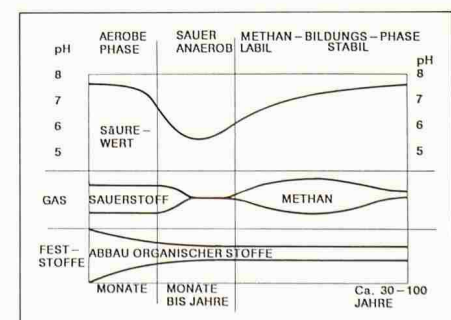 AEROBE PHASE
SAUER ANAEROB
METHAN – BILDUNGS – PHASE
LABIL STABIL
pH
pH
8
7
6
5
8
7
6
5
SäURE –
WERT
GAS
SAUERSTOFF
METHAN
FEST –
STOFFE
ABBAU ORGANISCHER STOFFE
MONATE
MONATE
BIS JAHRE
Ca. 30 – 100
JAHRE